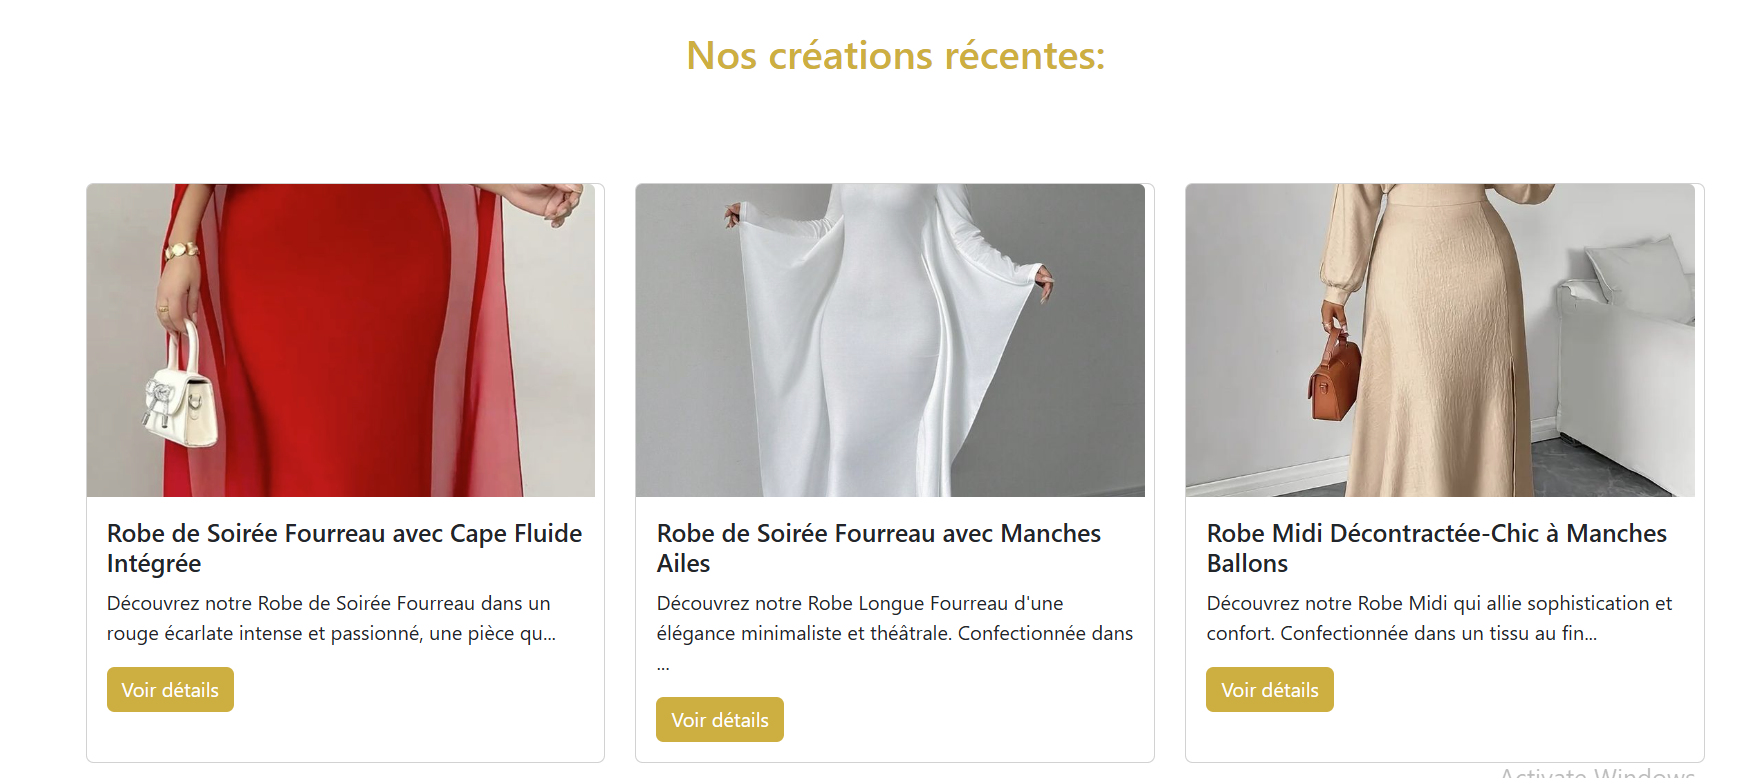 Nos créations récentes:
Robe de Soirée Fourreau avec Cape Fluide
Intégrée
Découvrez notre Robe de Soirée Fourreau dans un
rouge écarlate intense et passionné, une pièce qu...
Voir détails
Robe de Soirée Fourreau avec Manches
Ailes
Découvrez notre Robe Longue Fourreau d'une
élégance minimaliste et théâtrale. Confectionnée dans
...
Voir détails
Robe Midi Décontractée-Chic à Manches
Ballons
Découvrez notre Robe Midi qui allie sophistication et
confort. Confectionnée dans un tissu au fin...
Voir détails
Activate Windows